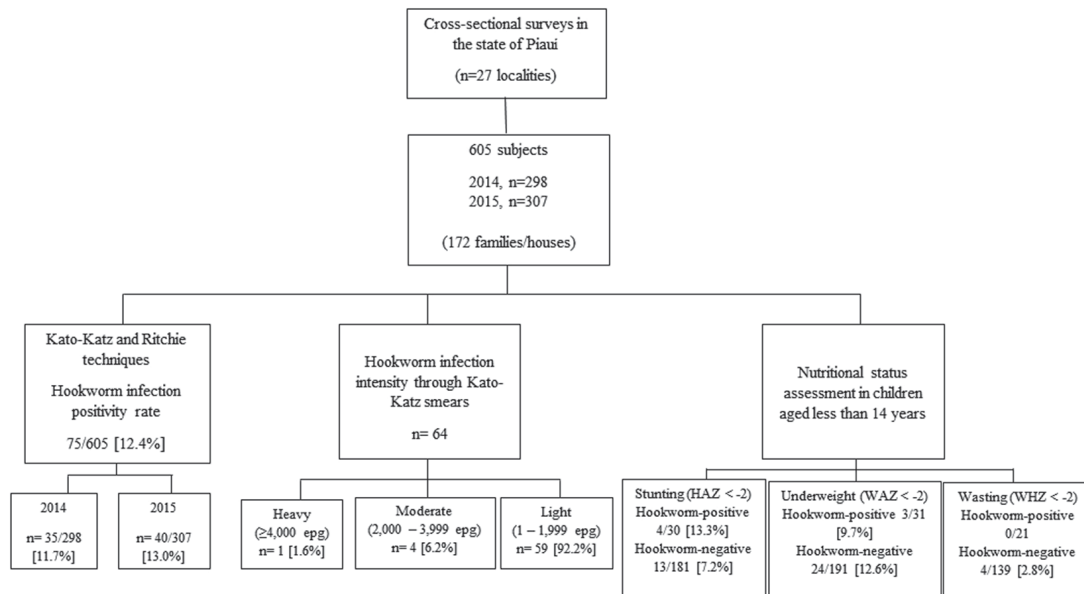 Cross-sectional surveys in
the state of Piaui
(n=27 localities)
605 subjects
2014, n=298
2015, n=307
(172 families/houses)
Kato-Katz and Ritchie
techniques
Hookworm infection
positivity rate
75/605 [12.4%]
2014
n= 35/298
[11.7%]
2015
n= 40/307
[13.0%]
Hookworm infection
intensity through Kato-
Katz smears
n= 64
Heavy
(≥4,000 epg)
n= 1 [1.6%]
Moderate
(2,000 – 3,999 epg)
n= 4 [6.2%]
Light
(1 – 1,999 epg)
n= 59 [92.2%]
Nutritional status
assessment in children
aged less than 14 years
Stunting (HAZ < -2)
Hookworm-positive
4/30 [13.3%]
Hookworm-negative
13/181 [7.2%]
Underweight (WAZ < -2)
Hookworm-positive 3/31
[9.7%]
Hookworm-negative
24/191 [12.6%]
Wasting (WHZ < -2)
Hookworm-positive
0/21
Hookworm-negative
4/139 [2.8%]